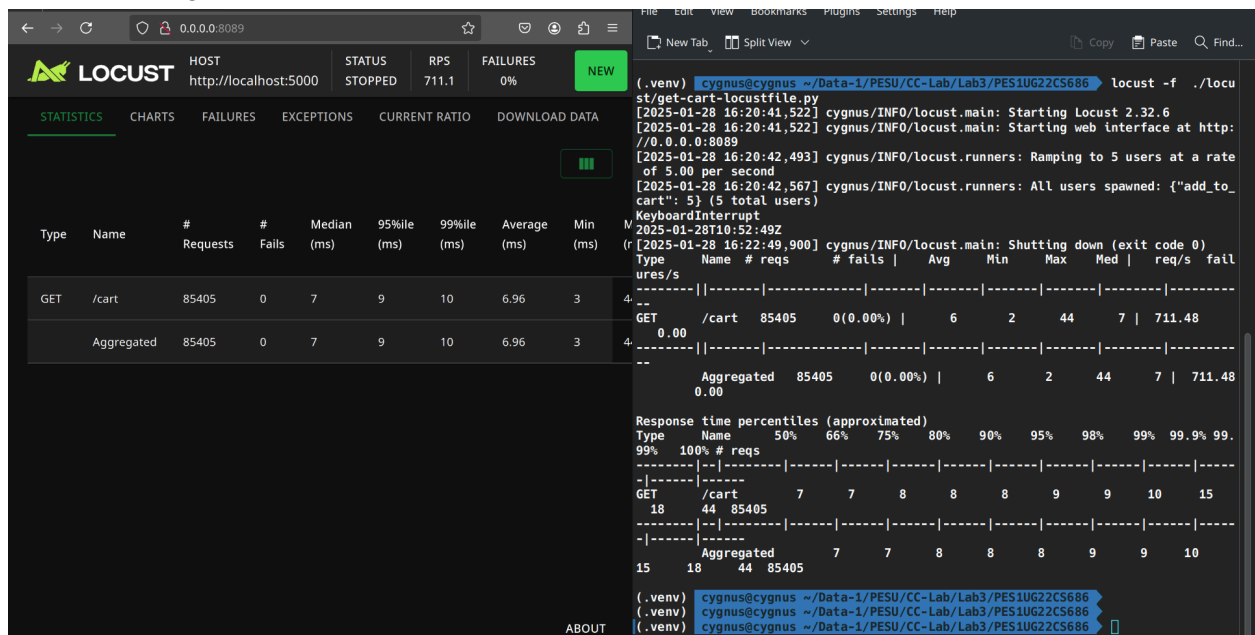 0.0.0.0:8089
LOCUST
HOST
http://localhost:5000
STATUS
STOPPED
RPS
711.1
FAILURES
0%
NEW
STATISTICS CHARTS FAILURES EXCEPTIONS CURRENT RATIO DOWNLOAD DATA
Type Name # Requests # Fails Median (ms) 95%ile (ms) 99%ile (ms) Average (ms) Min (ms)
GET /cart 85405 0 7 9 10 6.96 3 44
Aggregated 85405 0 7 9 10 6.96 3 44
ABOUT
File Edit View Bookmarks Plugins Settings Help
New Tab Split View Copy Paste Find...
(.venv) cygnus@cygnus ~/Data-1/PESU/CC-Lab/Lab3/PES1UG22CS686 locust -f ./locu
st/get-cart-locustfile.py
[2025-01-28 16:20:41,522] cygnus/INFO/locust.main: Starting Locust 2.32.6
[2025-01-28 16:20:41,522] cygnus/INFO/locust.main: Starting web interface at http:
//0.0.0.0:8089
[2025-01-28 16:20:42,493] cygnus/INFO/locust.runners: Ramping to 5 users at a rate
of 5.00 per second
[2025-01-28 16:20:42,567] cygnus/INFO/locust.runners: All users spawned: {"add_to_
cart": 5} (5 total users)
KeyboardInterrupt
2025-01-28T10:52:49Z
[2025-01-28 16:22:49,900] cygnus/INFO/locust.main: Shutting down (exit code 0)
Type Name # reqs # fails | Avg Min Max Med | req/s fail
ures/s
--------||-------|-------------|-------|-------|-------|-------|--------|---------
--
GET /cart 85405 0(0.00%) | 6 2 44 7 | 711.48
0.00
--------||-------|-------------|-------|-------|-------|-------|--------|---------
--
Aggregated 85405 0(0.00%) | 6 2 44 7 | 711.48
0.00
Response time percentiles (approximated)
Type Name 50% 66% 75% 80% 90% 95% 98% 99% 99.9% 99.
99% 100% # reqs
--------|--|--------|------|------|------|------|------|------|------|------|-----
-|------|------
GET /cart 7 7 8 8 8 9 9 10 15
18 44 85405
--------|--|--------|------|------|------|------|------|------|------|------|-----
-|------|------
Aggregated 7 7 8 8 8 9 9 10
15 18 44 85405
(.venv) cygnus@cygnus ~/Data-1/PESU/CC-Lab/Lab3/PES1UG22CS686
(.venv) cygnus@cygnus ~/Data-1/PESU/CC-Lab/Lab3/PES1UG22CS686
(.venv) cygnus@cygnus ~/Data-1/PESU/CC-Lab/Lab3/PES1UG22CS686